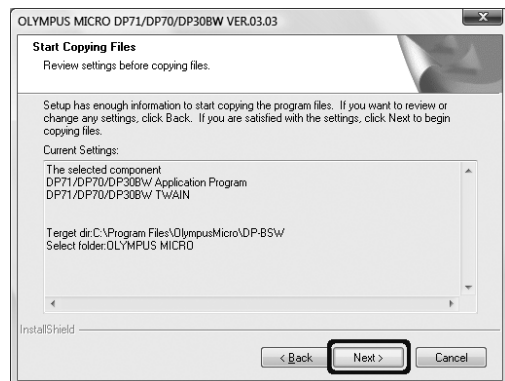 OLYMPUS MICRO DP71/DP70/DP30BW VER.03.03
x
Start Copying Files
Review settings before copying files.
Setup has enough information to start copying the program files. If you want to review or
change any settings, click Back. If you are satisfied with the settings, click Next to begin
copying files.
Current Settings:
The selected component
DP71/DP70/DP30BW Application Program
DP71/DP70/DP30BW TWAIN
Terget dir:C:\Program Files\OlympusMicro\DP-BSW
Select folder:OLYMPUS MICRO
InstallShield
< Back Next > Cancel